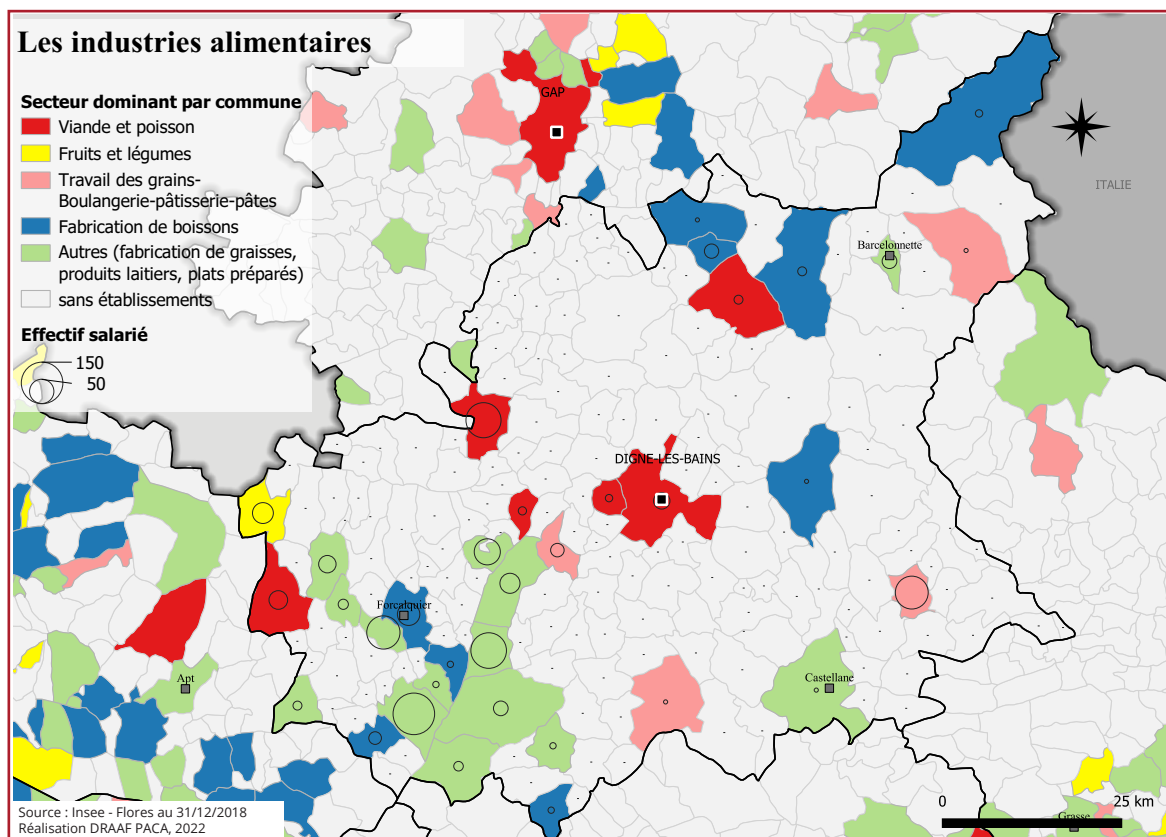 Les industries alimentaires
Secteur dominant par commune
Viande et poisson
Fruits et légumes
Travail des grains-
Boulangerie-pâtisserie-pâtes
Fabrication de boissons
Autres (fabrication de graisses,
produits laitiers, plats préparés)
sans établissements
Effectif salarié
150
50
GAP
ITALIE
Barcelonnette
DIGNE-LES-BAINS
Forcalquier
Apt
Castellane
Grasse
0 25 km
Source : Insee - Flores au 31/12/2018
Réalisation DRAAF PACA, 2022